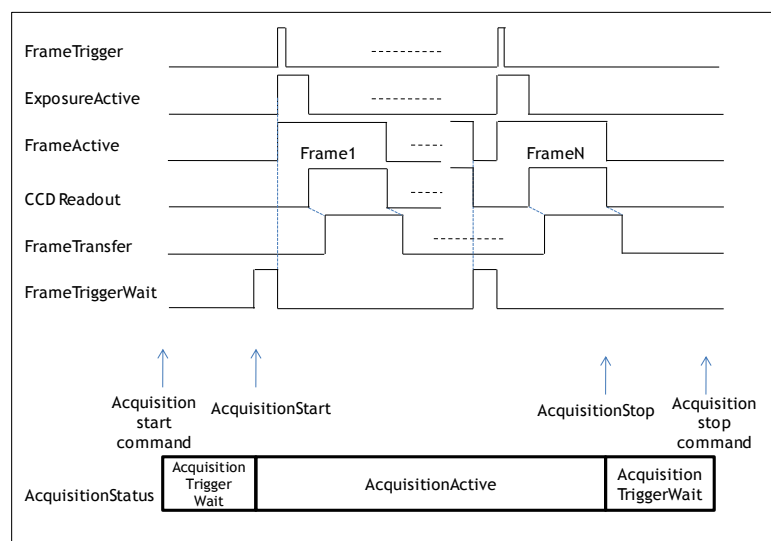 FrameTrigger
ExposureActive
FrameActive
Frame1
FrameN
CCD Readout
FrameTransfer
FrameTriggerWait
Acquisition
start
command
AcquisitionStart
AcquisitionStop
Acquisition
stop
command
AcquisitionStatus
Acquisition
Trigger
Wait
AcquisitionActive
Acquisition
TriggerWait